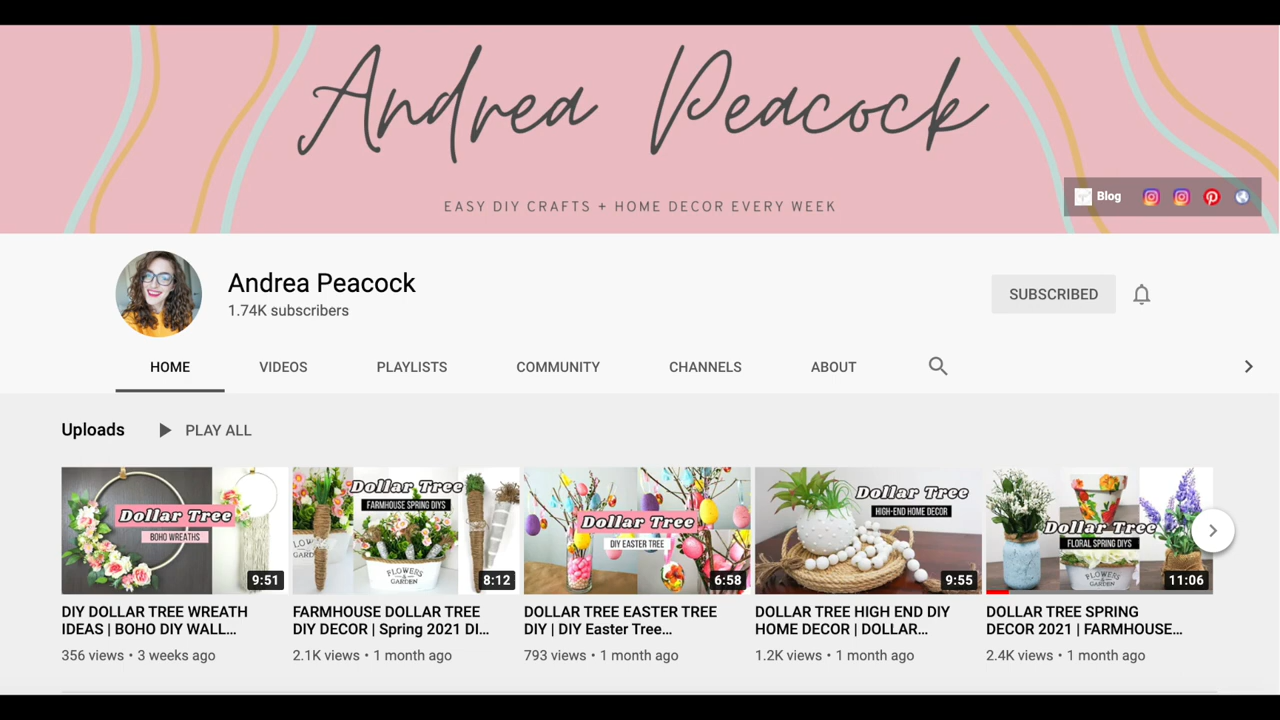 Andrea Peacock
EASY DIY CRAFTS + HOME DECOR EVERY WEEK
Blog
Andrea Peacock
1.74K subscribers
SUBSCRIBED
HOME
VIDEOS
PLAYLISTS
COMMUNITY
CHANNELS
ABOUT
Uploads
PLAY ALL
Dollar Tree
BOHO WREATHS
9:51
Dollar Tree
FARMHOUSE SPRING DIYS
FLOWERS
GARDEN
8:12
Dollar Tree
DIY EASTER TREE
6:58
Dollar Tree
HIGH-END HOME DECOR
9:55
Dollar Tree
FLORAL SPRING DIYS
FLOWERS
GARDEN
11:06
DIY DOLLAR TREE WREATH
IDEAS | BOHO DIY WALL...
356 views • 3 weeks ago
FARMHOUSE DOLLAR TREE
DIY DECOR | Spring 2021 DI...
2.1K views • 1 month ago
DOLLAR TREE EASTER TREE
DIY | DIY Easter Tree...
793 views • 1 month ago
DOLLAR TREE HIGH END DIY
HOME DECOR | DOLLAR...
1.2K views • 1 month ago
DOLLAR TREE SPRING
DECOR 2021 | FARMHOUSE...
2.4K views • 1 month ago